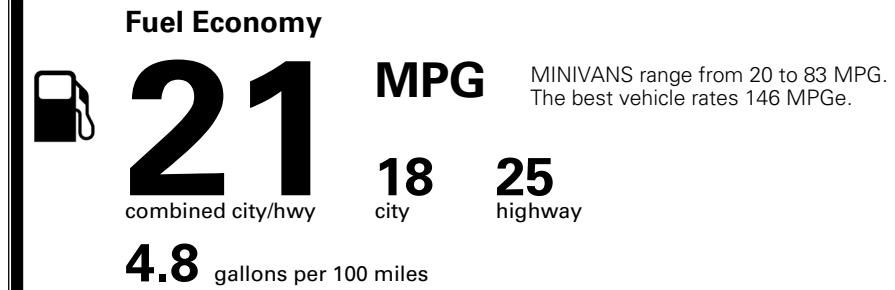 Fuel Economy
21
MPG
MINIVANS range from 20 to 83 MPG.
The best vehicle rates 146 MPGe.
18
25
combined city/hwy
city
highway
4.8 gallons per 100 miles